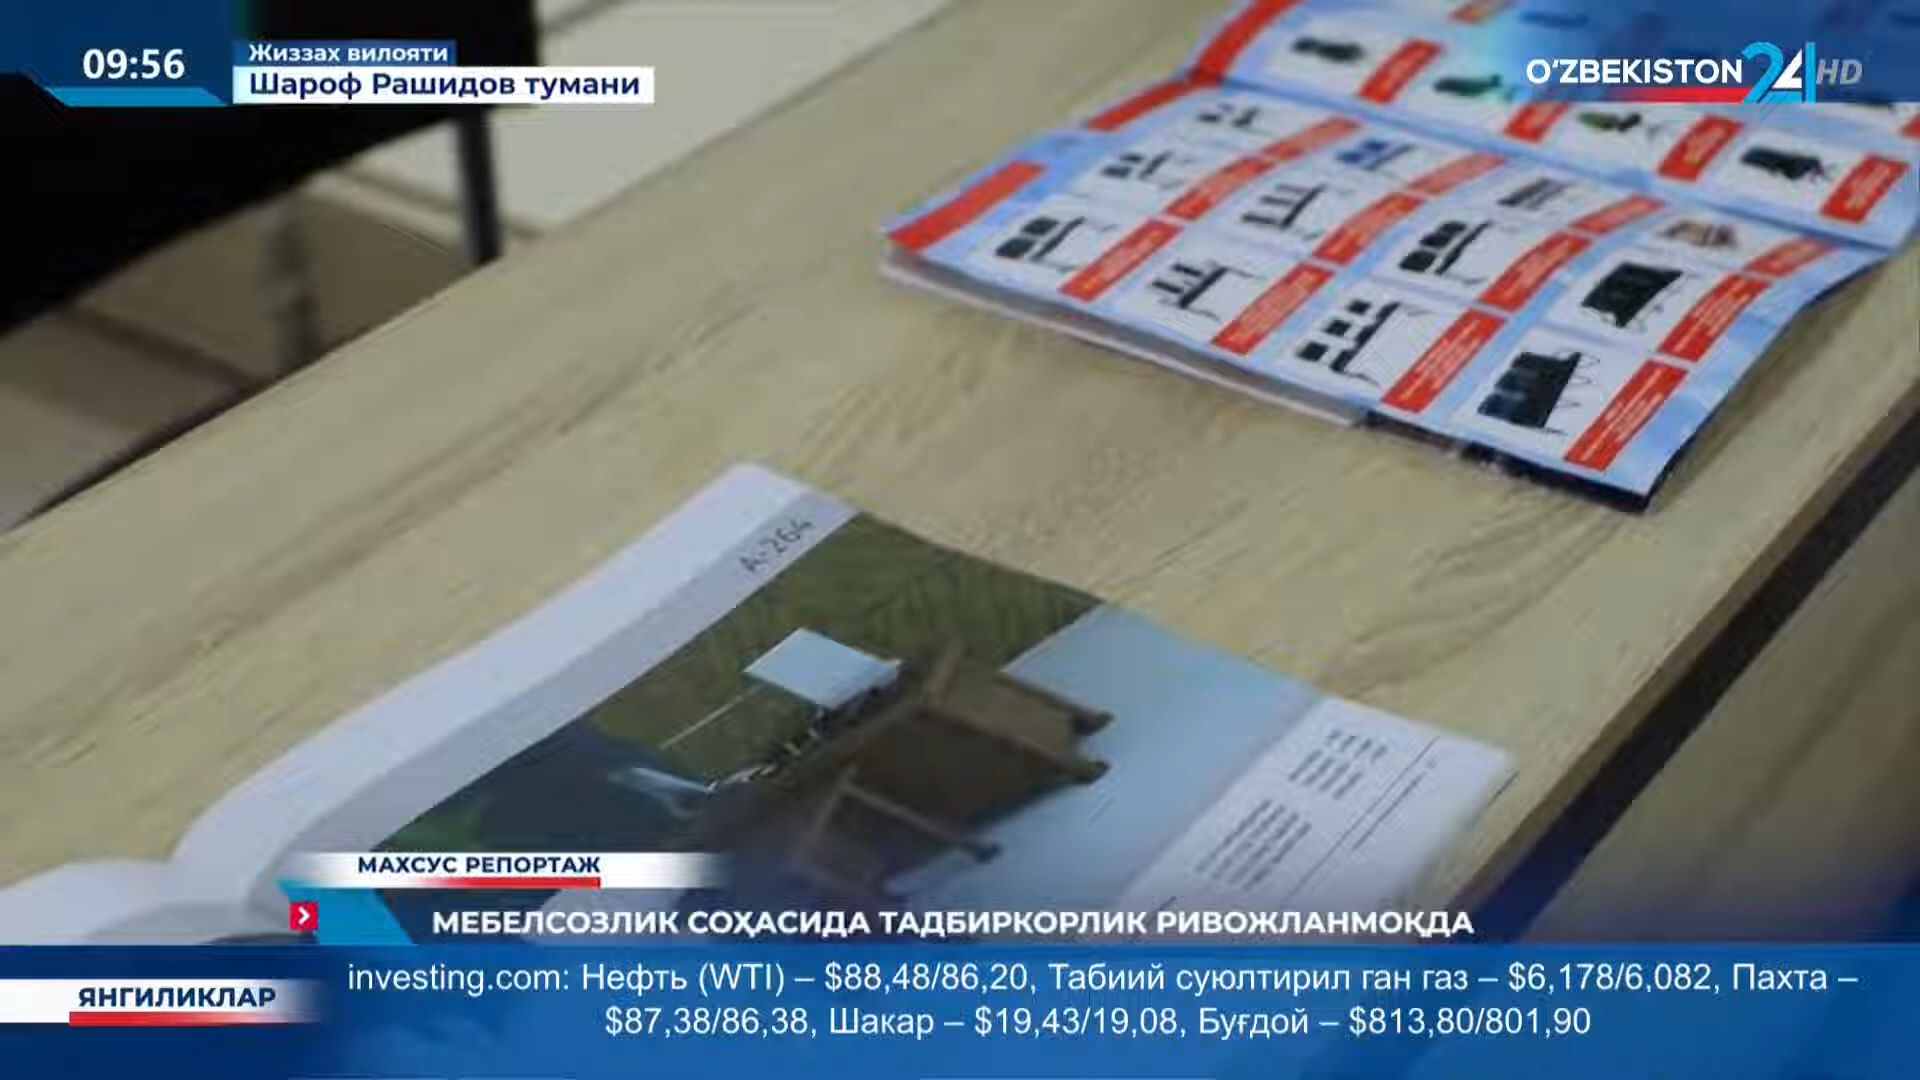 09:56
Жиззах вилояти
Шароф Рашидов тумани
O‘ZBEKISTON 24 HD
A-264
МАХСУС РЕПОРТАЖ
МЕБЕЛСОЗЛИК СОҲАСИДА ТАДБИРКОРЛИК РИВОЖЛАНМОҚДА
ЯНГИЛИКЛАР
investing.com: Нефть (WTI) – $88,48/86,20, Табиий суюлтирил ган газ – $6,178/6,082, Пахта –
$87,38/86,38, Шакар – $19,43/19,08, Буғдой – $813,80/801,90